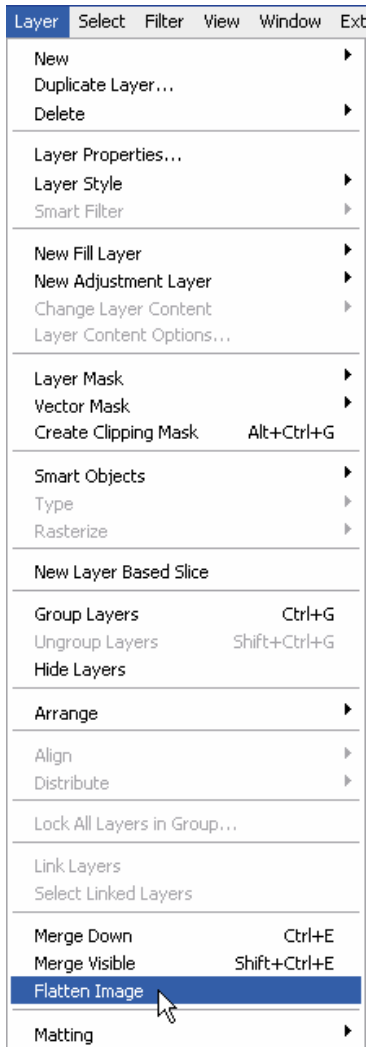 Layer Select Filter View Window Ext
New
Duplicate Layer...
Delete
Layer Properties...
Layer Style
Smart Filter
New Fill Layer
New Adjustment Layer
Change Layer Content
Layer Content Options...
Layer Mask
Vector Mask
Create Clipping Mask Alt+Ctrl+G
Smart Objects
Type
Rasterize
New Layer Based Slice
Group Layers Ctrl+G
Ungroup Layers Shift+Ctrl+G
Hide Layers
Arrange
Align
Distribute
Lock All Layers in Group...
Link Layers
Select Linked Layers
Merge Down Ctrl+E
Merge Visible Shift+Ctrl+E
Flatten Image
Matting